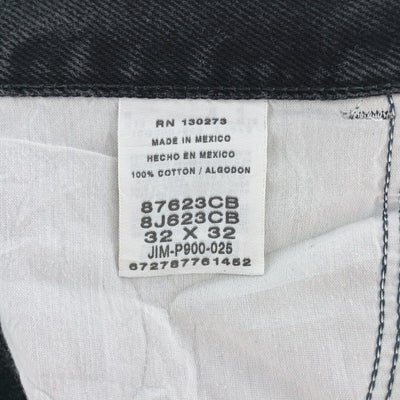 RN 130273
MADE IN MEXICO
HECHO EN MEXICO
100% COTTON / ALGODON
87623CB
8J623CB
32 X 32
JIM-P900-025
672787761452